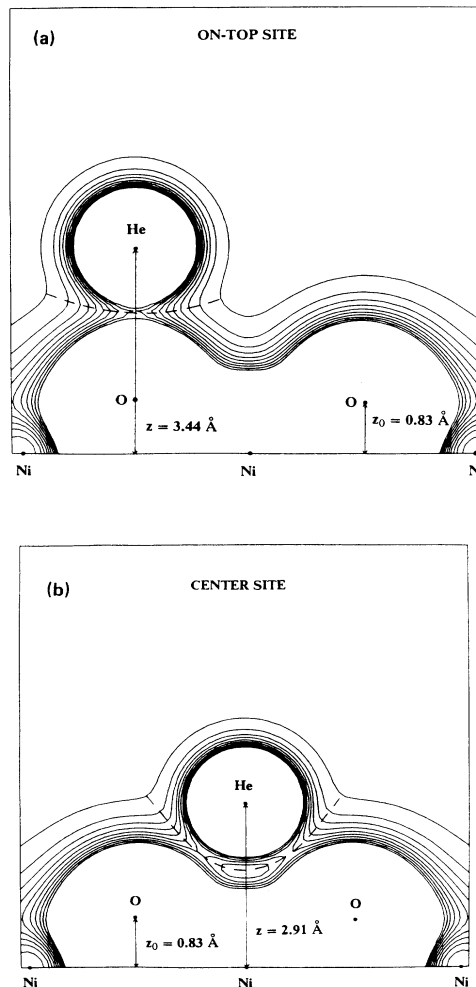 (a) ON-TOP SITE
He
O
O
z = 3.44 Å
z₀ = 0.83 Å
Ni
Ni
N
(b) CENTER SITE
He
O
O
z₀ = 0.83 Å
z = 2.91 Å
Ni
Ni
Ni